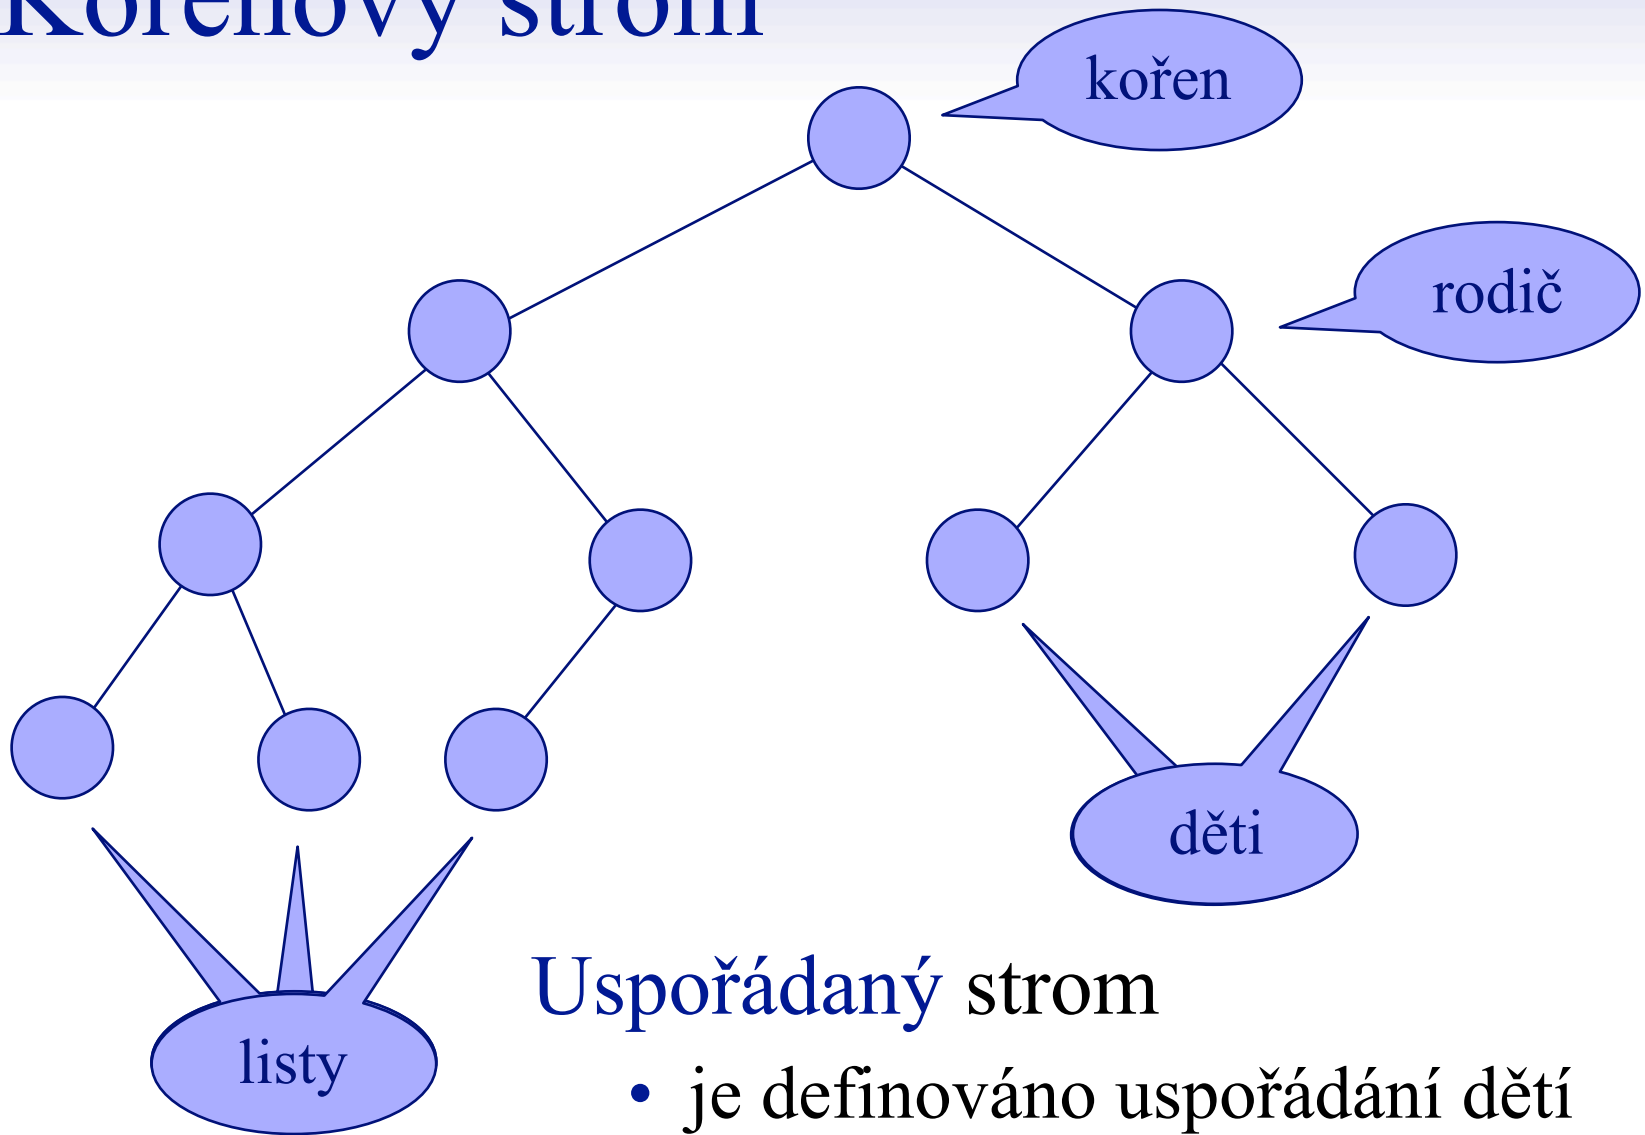 Kořenový strom
kořen
rodič
děti
listy
Uspořádaný strom
• je definováno uspořádání dětí